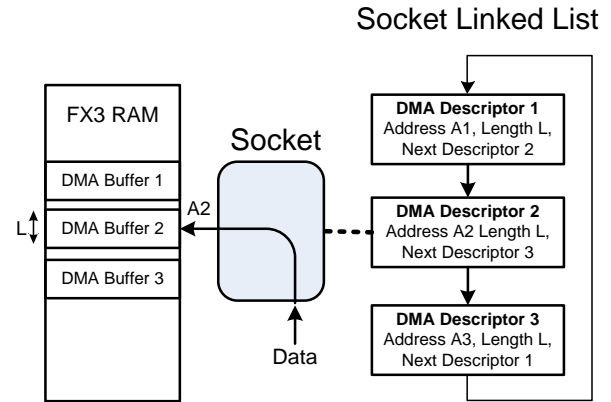 Socket Linked List
FX3 RAM
DMA Buffer 1
DMA Buffer 2
DMA Buffer 3
L
A2
Socket
Data
DMA Descriptor 1
Address A1, Length L,
Next Descriptor 2
DMA Descriptor 2
Address A2 Length L,
Next Descriptor 3
DMA Descriptor 3
Address A3, Length L,
Next Descriptor 1